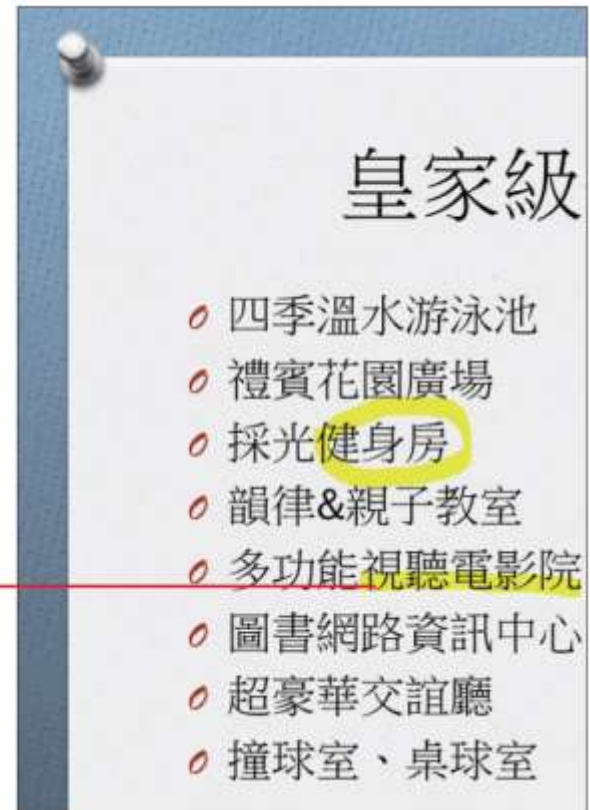 皇家級
四季溫水游泳池
禮賓花園廣場
採光健身房
韻律&親子教室
多功能視聽電影院
圖書網路資訊中心
超豪華交誼廳
撞球室、桌球室